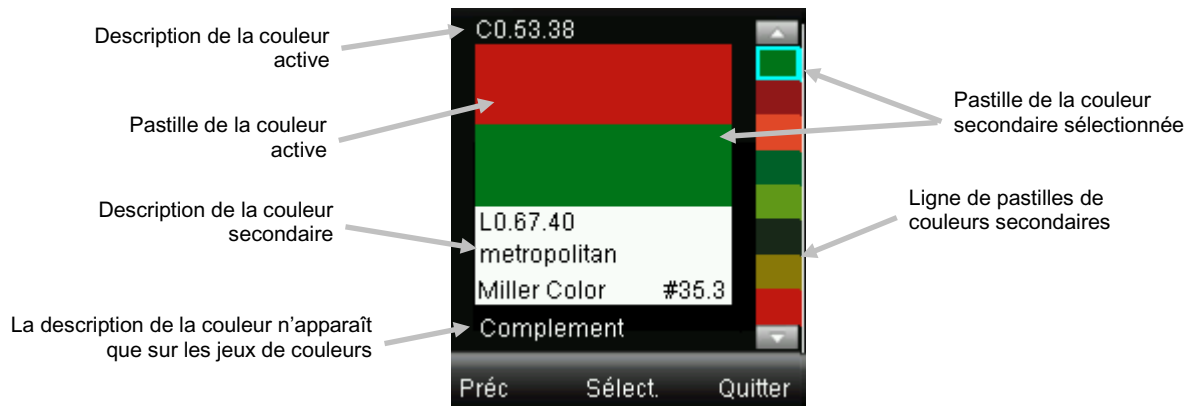 Description de la couleur
active
Pastille de la couleur
active
Description de la couleur
secondaire
La description de la couleur n’apparaît
que sur les jeux de couleurs
C0.53.38
L0.67.40
metropolitan
Miller Color #35.3
Complement
Préc Sélect. Quitter
Pastille de la couleur
secondaire sélectionnée
Ligne de pastilles de
couleurs secondaires